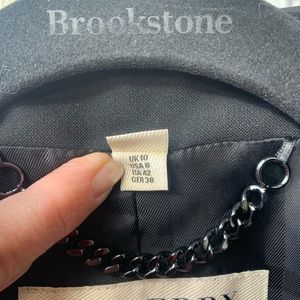 Brookstone
UK 10
USA 8
ITA 42
GER 38